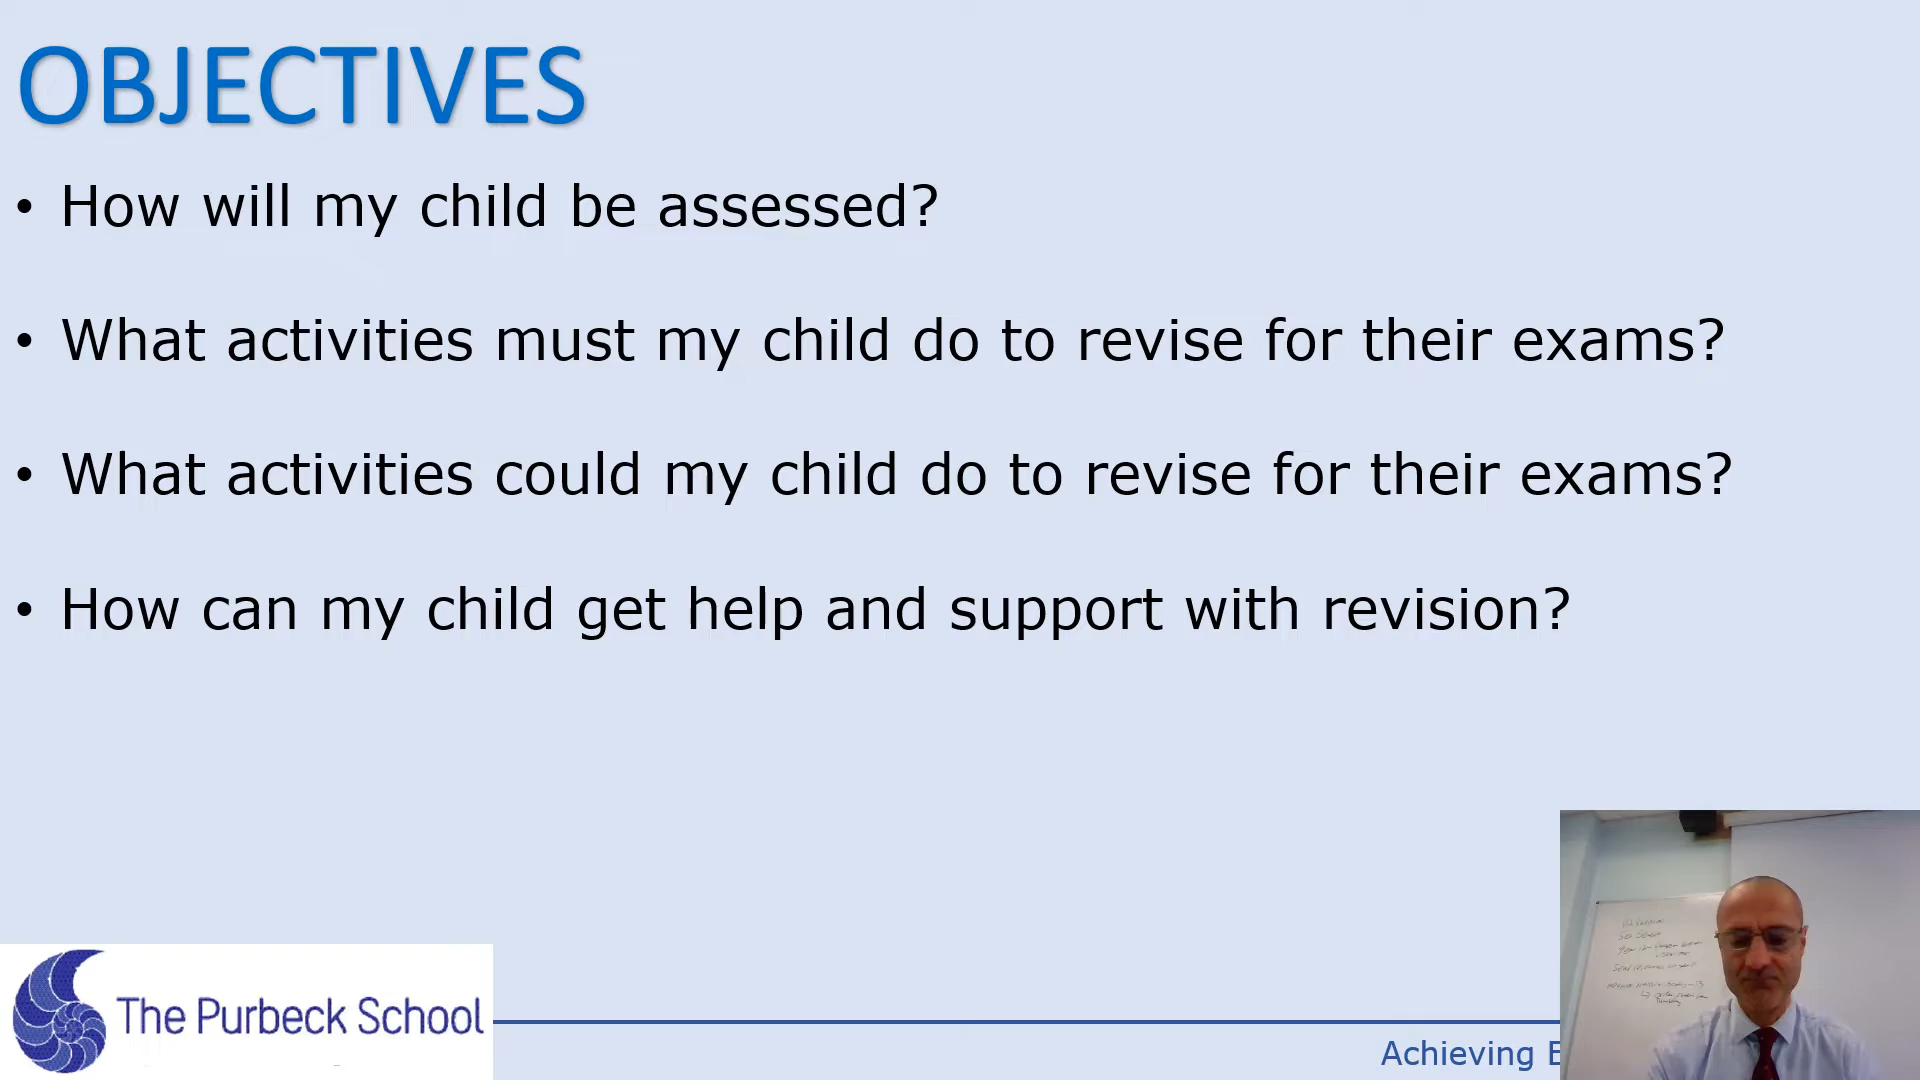 OBJECTIVES
• How will my child be assessed?
• What activities must my child do to revise for their exams?
• What activities could my child do to revise for their exams?
• How can my child get help and support with revision?
The Purbeck School
Achieving